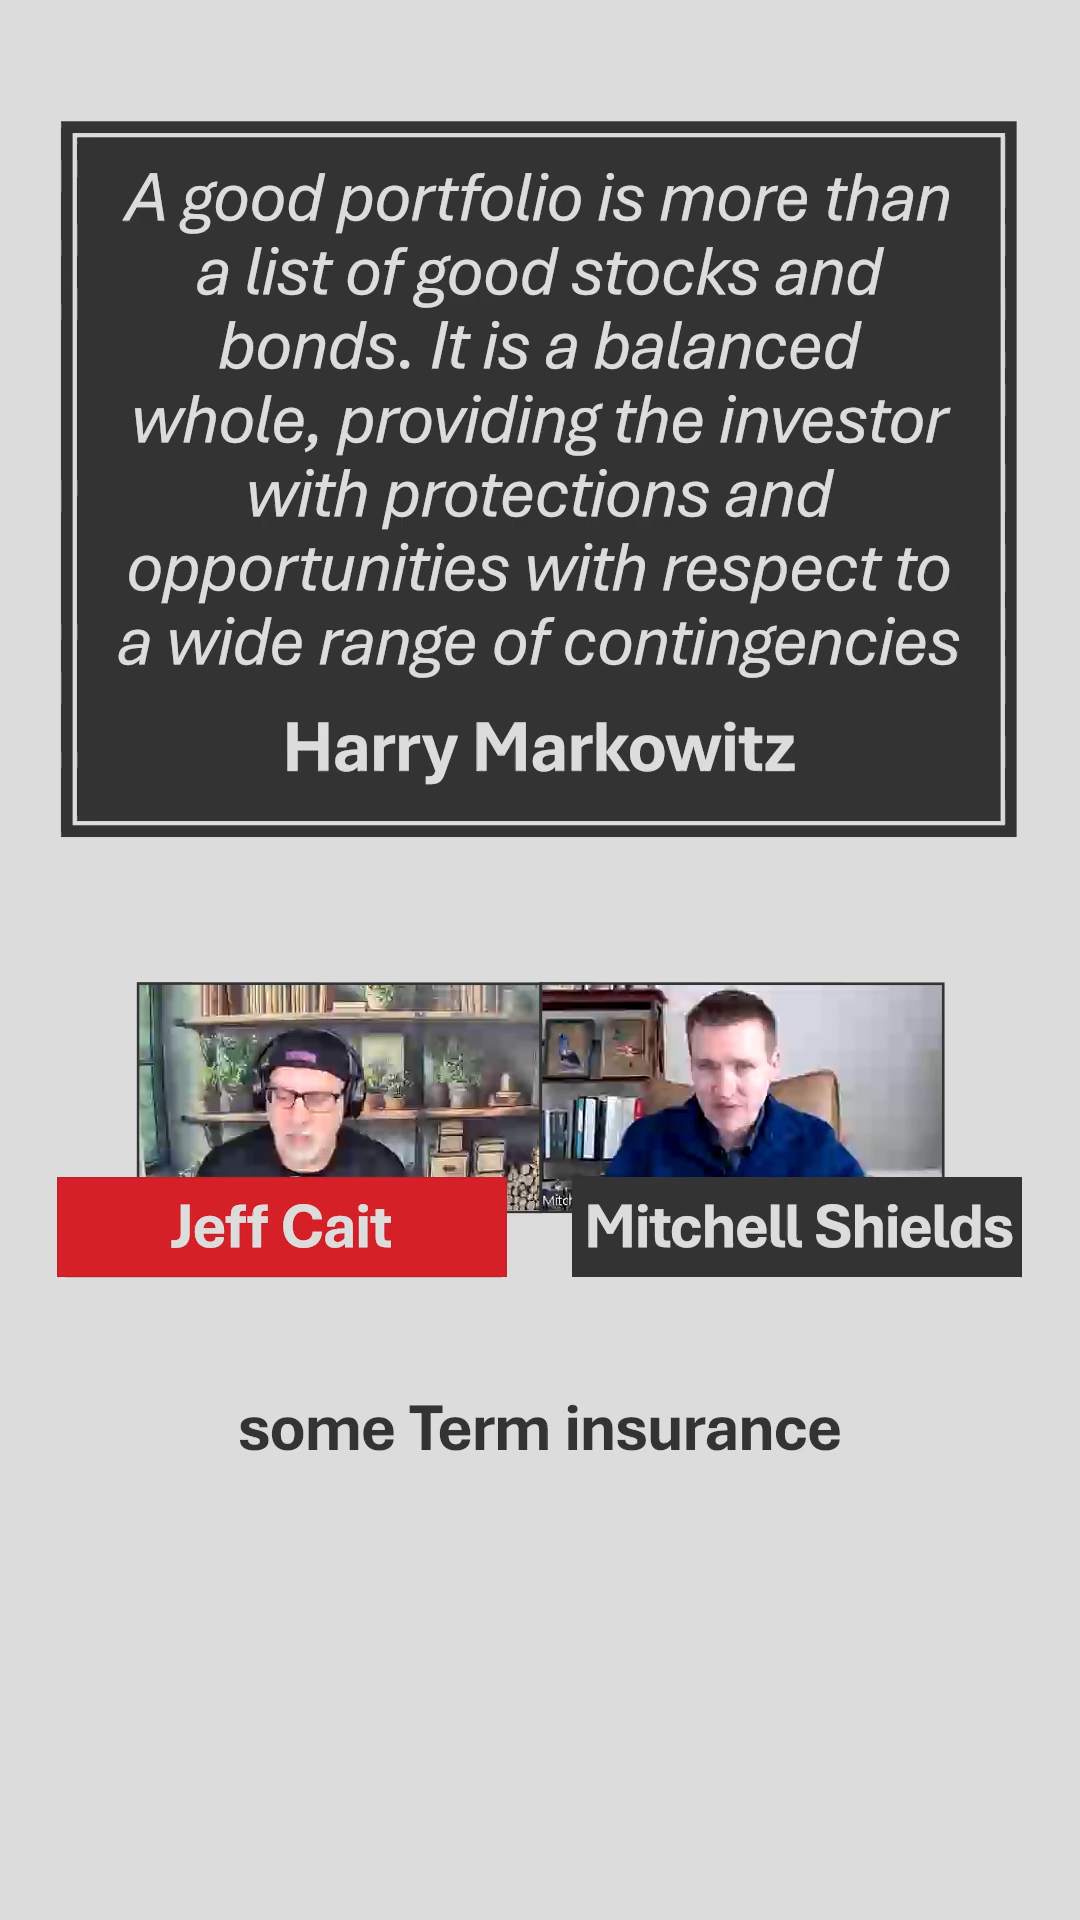 A good portfolio is more than
a list of good stocks and
bonds. It is a balanced
whole, providing the investor
with protections and
opportunities with respect to
a wide range of contingencies
Harry Markowitz
Mitch
Jeff Cait
Mitchell Shields
some Term insurance